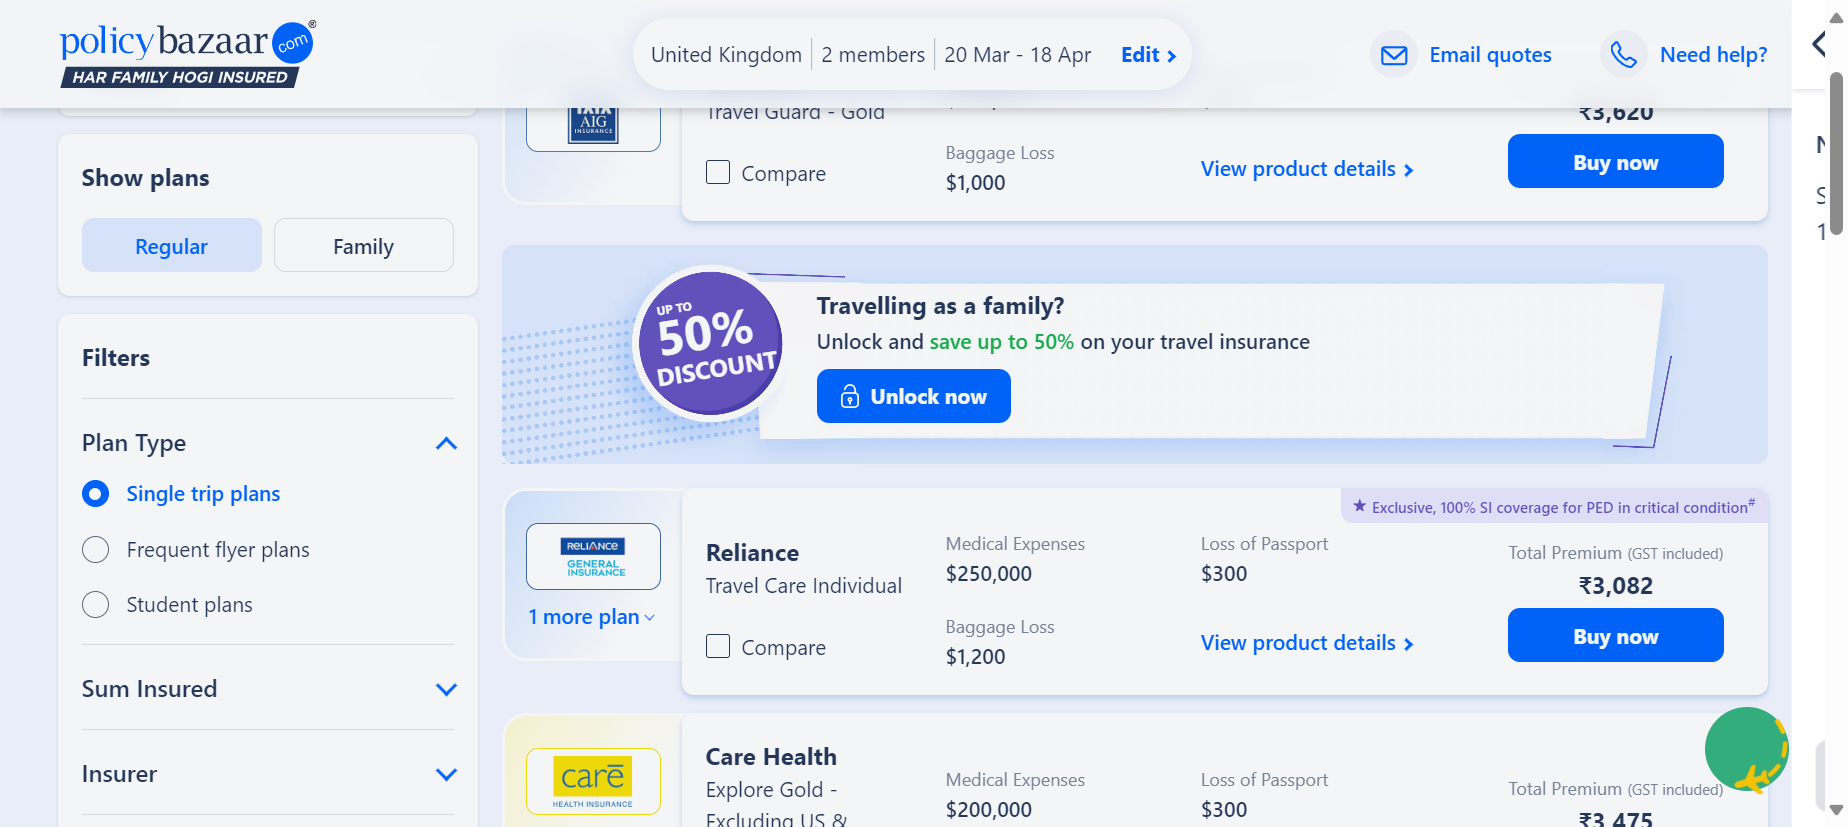 policybazaar com ®
HAR FAMILY HOGI INSURED
United Kingdom 2 members 20 Mar - 18 Apr Edit
Email quotes
Need help?
Show plans
Regular
Family
Filters
Plan Type
Single trip plans
Frequent flyer plans
Student plans
Sum Insured
Insurer
TATA
AIG
INSURANCE
Travel Guard - Gold
Compare
Baggage Loss
$1,000
View product details
₹3,620
Buy now
UP TO
50%
DISCOUNT
Travelling as a family?
Unlock and save up to 50% on your travel insurance
Unlock now
RELIANCE
GENERAL
INSURANCE
1 more plan
Exclusive, 100% SI coverage for PED in critical condition#
Reliance
Travel Care Individual
Compare
Medical Expenses
$250,000
Loss of Passport
$300
Baggage Loss
$1,200
View product details
Total Premium (GST included)
₹3,082
Buy now
care
HEALTH INSURANCE
Care Health
Explore Gold -
Excluding US &
Medical Expenses
$200,000
Loss of Passport
$300
Total Premium (GST included)
₹3,475